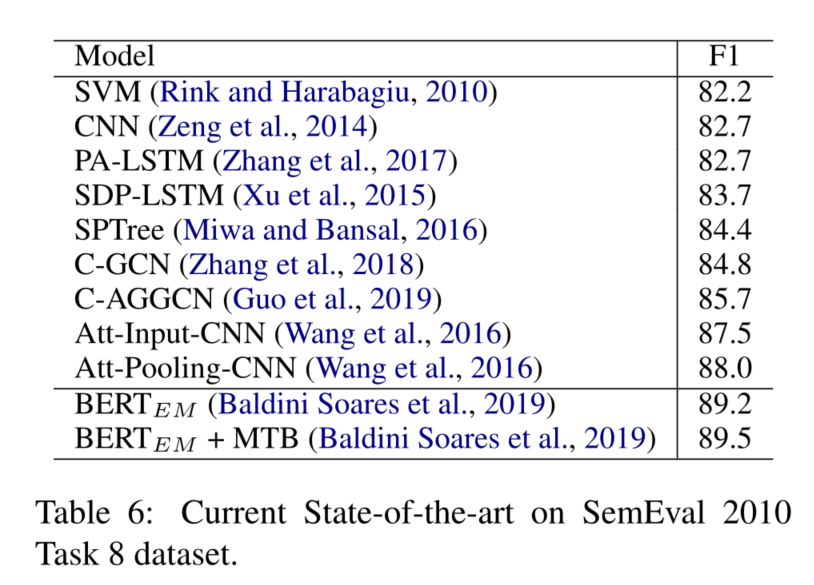 Model F1
SVM (Rink and Harabagiu, 2010) 82.2
CNN (Zeng et al., 2014) 82.7
PA-LSTM (Zhang et al., 2017) 82.7
SDP-LSTM (Xu et al., 2015) 83.7
SPTree (Miwa and Bansal, 2016) 84.4
C-GCN (Zhang et al., 2018) 84.8
C-AGGCN (Guo et al., 2019) 85.7
Att-Input-CNN (Wang et al., 2016) 87.5
Att-Pooling-CNN (Wang et al., 2016) 88.0
BERT_EM (Baldini Soares et al., 2019) 89.2
BERT_EM + MTB (Baldini Soares et al., 2019) 89.5
Table 6: Current State-of-the-art on SemEval 2010
Task 8 dataset.